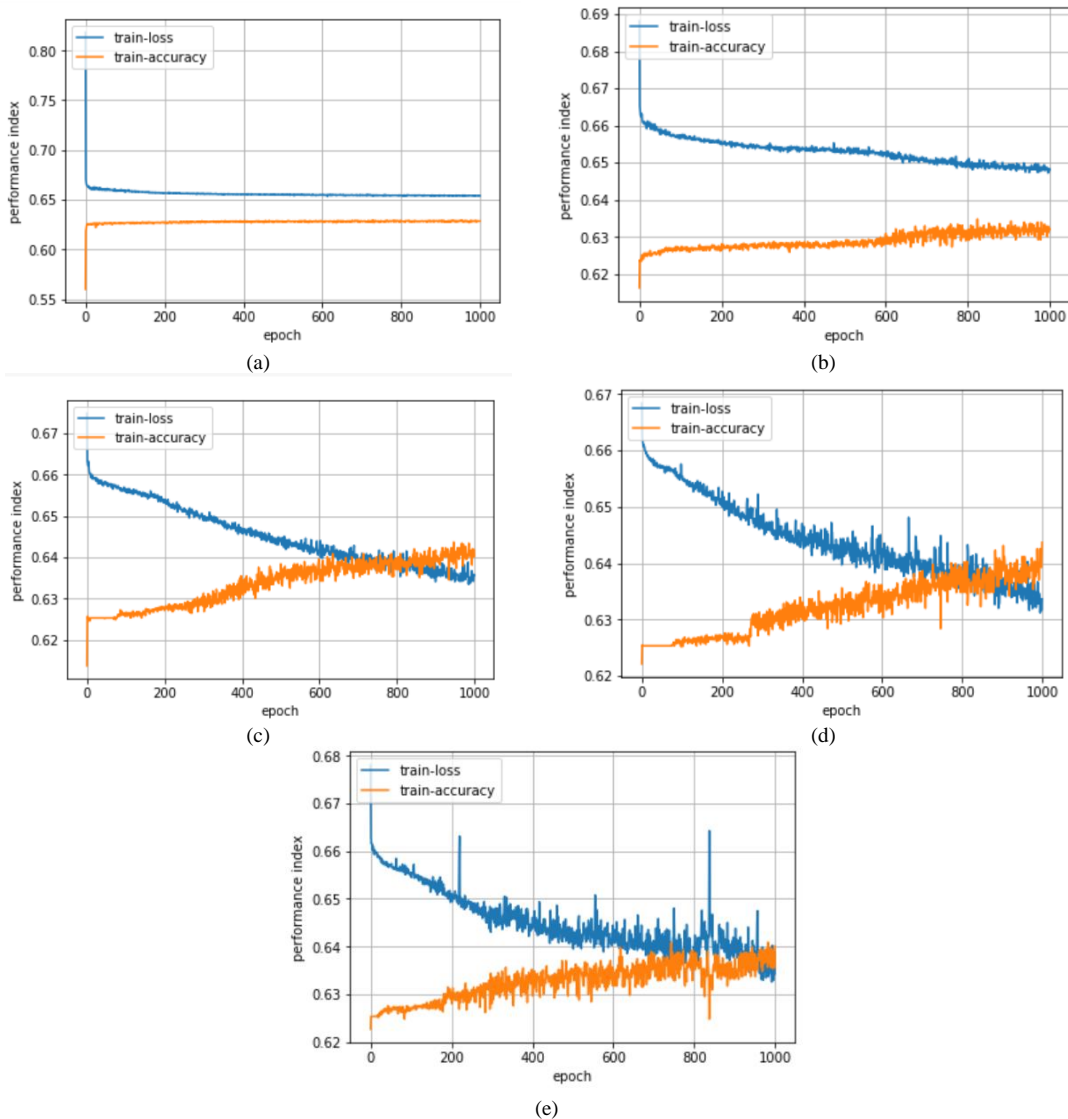 train-loss
train-accuracy
0.80
0.75
0.70
0.65
0.60
0.55
performance index
0
200
400
600
800
1000
epoch
(a)
train-loss
train-accuracy
0.69
0.68
0.67
0.66
0.65
0.64
0.63
0.62
performance index
0
200
400
600
800
1000
epoch
(b)
train-loss
train-accuracy
0.67
0.66
0.65
0.64
0.63
0.62
performance index
0
200
400
600
800
1000
epoch
(c)
train-loss
train-accuracy
0.67
0.66
0.65
0.64
0.63
0.62
performance index
0
200
400
600
800
1000
epoch
(d)
train-loss
train-accuracy
0.68
0.67
0.66
0.65
0.64
0.63
0.62
performance index
0
200
400
600
800
1000
epoch
(e)